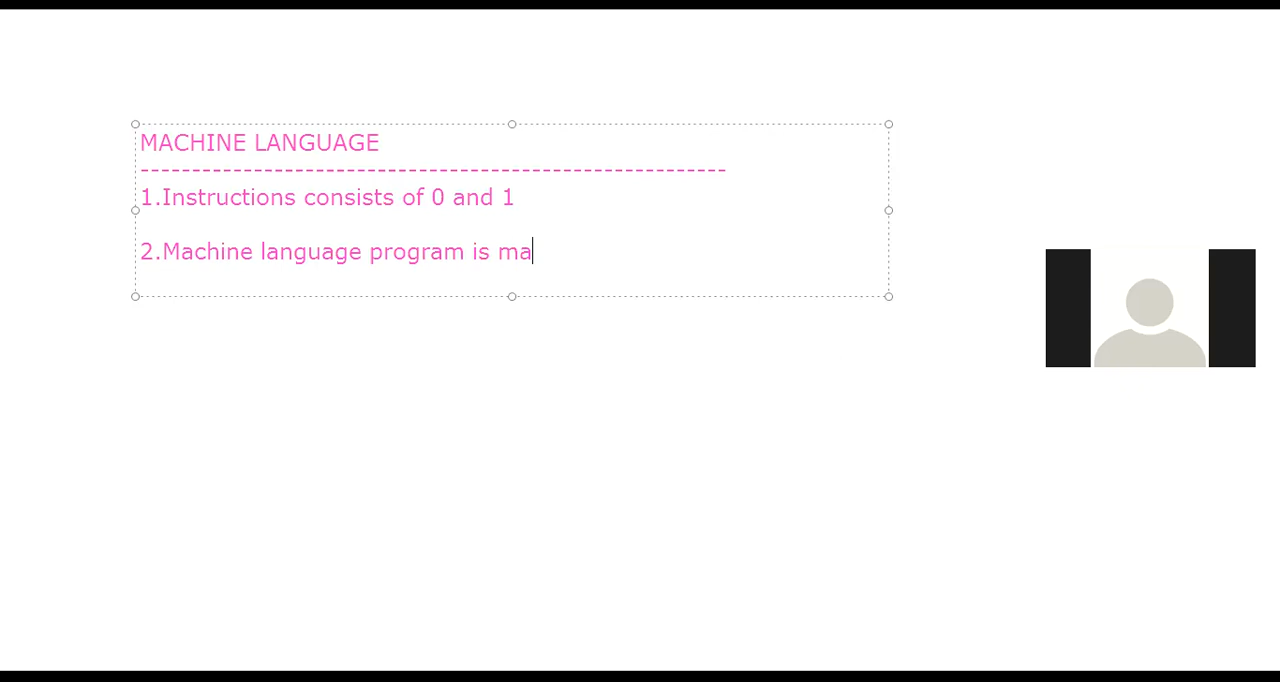 MACHINE LANGUAGE
---------------------------------------------------------
1.Instructions consists of 0 and 1
2.Machine language program is ma